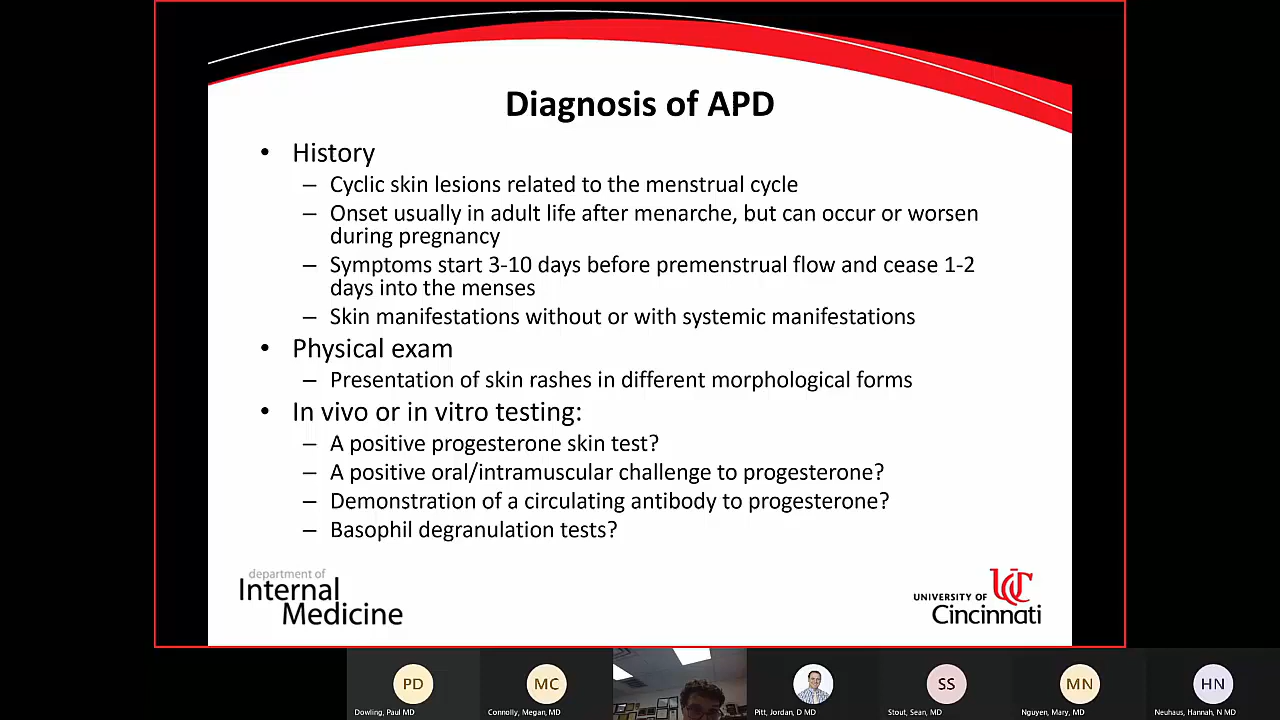 Diagnosis of APD
• History
– Cyclic skin lesions related to the menstrual cycle
– Onset usually in adult life after menarche, but can occur or worsen
during pregnancy
– Symptoms start 3-10 days before premenstrual flow and cease 1-2
days into the menses
– Skin manifestations without or with systemic manifestations
• Physical exam
– Presentation of skin rashes in different morphological forms
• In vivo or in vitro testing:
– A positive progesterone skin test?
– A positive oral/intramuscular challenge to progesterone?
– Demonstration of a circulating antibody to progesterone?
– Basophil degranulation tests?
department of
Internal
Medicine
UC
UNIVERSITY OF
Cincinnati
PD
MC
SS
MN
HN
Dowling, Paul MD
Connolly, Megan, MD
Pitt, Jordan, D MD
Stout, Sean, MD
Nguyen, Mary, MD
Neuhaus, Hannah, N MD